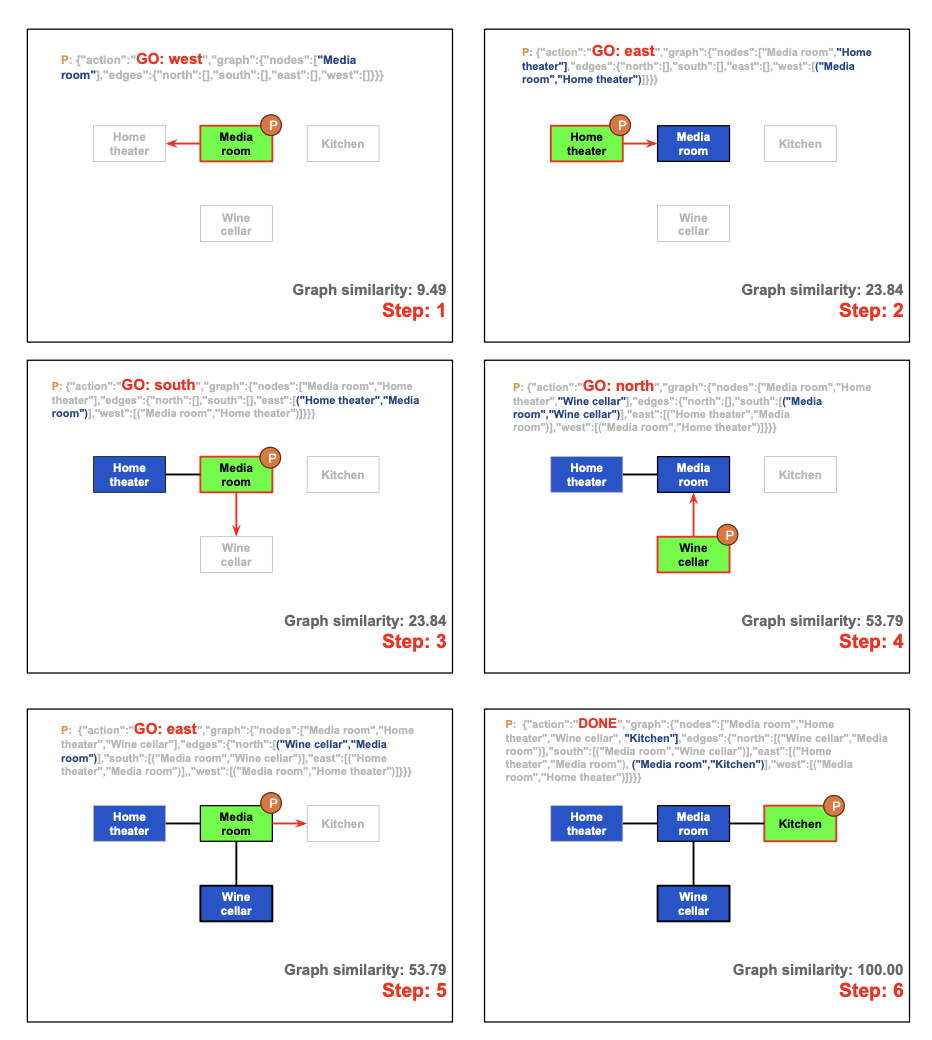 P: {"action":"GO: west","graph":{"nodes":["Media
room"],"edges":{"north":[],"south":[],"east":[],"west":[]}}}
P
Home
theater
Media
room
Kitchen
Wine
cellar
Graph similarity: 9.49
Step: 1
P: {"action":"GO: east","graph":{"nodes":["Media room","Home
theater"],"edges":{"north":[],"south":[],"east":[],"west":[("Media
room","Home theater")]}}}
P
Home
theater
Media
room
Kitchen
Wine
cellar
Graph similarity: 23.84
Step: 2
P: {"action":"GO: south","graph":{"nodes":["Media room","Home
theater"],"edges":{"north":[],"south":[],"east":[("Home theater","Media
room")],"west":[("Media room","Home theater")]}}}
P
Home
theater
Media
room
Kitchen
Wine
cellar
Graph similarity: 23.84
Step: 3
P: {"action":"GO: north","graph":{"nodes":["Media room","Home
theater","Wine cellar"],"edges":{"north":[],"south":[("Media
room","Wine cellar")],"east":[("Home theater","Media
room")],"west":[("Media room","Home theater")]}}}
Home
theater
Media
room
Kitchen
P
Wine
cellar
Graph similarity: 53.79
Step: 4
P: {"action":"GO: east","graph":{"nodes":["Media room","Home
theater","Wine cellar"],"edges":{"north":[("Wine cellar","Media
room")],"south":[("Media room","Wine cellar")],"east":[("Home
theater","Media room")],,"west":[("Media room","Home theater")]}}}
P
Home
theater
Media
room
Kitchen
Wine
cellar
Graph similarity: 53.79
Step: 5
P: {"action":"DONE","graph":{"nodes":["Media room","Home
theater","Wine cellar", "Kitchen"],"edges":{"north":[("Wine cellar","Media
room")],"south":[("Media room","Wine cellar")],"east":[("Home
theater","Media room"), ("Media room","Kitchen")],"west":[("Media
room","Home theater")]}}}
P
Home
theater
Media
room
Kitchen
Wine
cellar
Graph similarity: 100.00
Step: 6